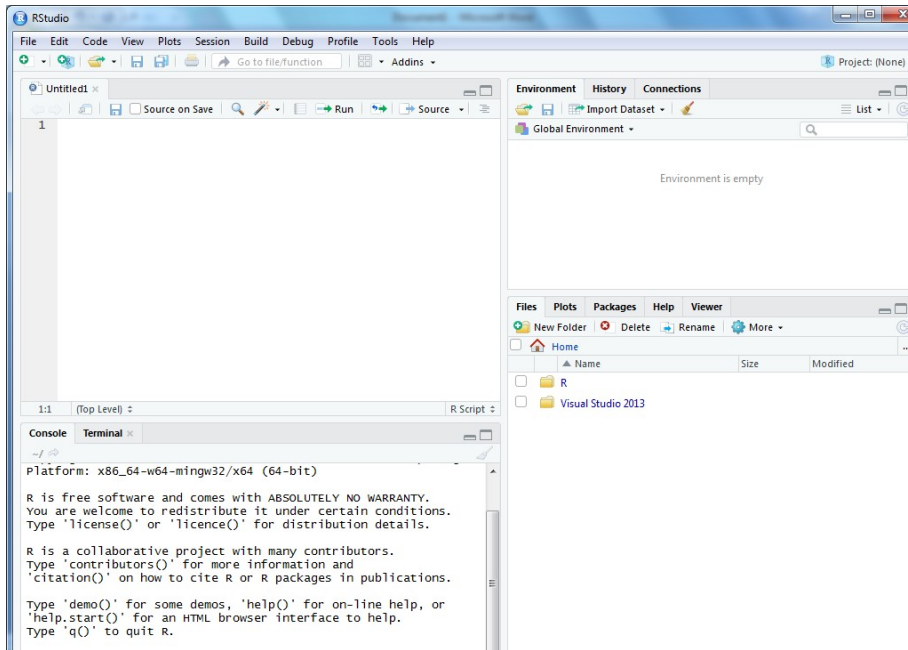 RStudio
File Edit Code View Plots Session Build Debug Profile Tools Help
Go to file/function Addins Project: (None)
Untitled1
Source on Save Run Source
1
1:1 (Top Level) R Script
Console Terminal
~/
Platform: x86_64-w64-mingw32/x64 (64-bit)
R is free software and comes with ABSOLUTELY NO WARRANTY.
You are welcome to redistribute it under certain conditions.
Type 'license()' or 'licence()' for distribution details.
R is a collaborative project with many contributors.
Type 'contributors()' for more information and
'citation()' on how to cite R or R packages in publications.
Type 'demo()' for some demos, 'help()' for on-line help, or
'help.start()' for an HTML browser interface to help.
Type 'q()' to quit R.
Environment History Connections
Import Dataset List
Global Environment
Environment is empty
Files Plots Packages Help Viewer
New Folder Delete Rename More
Home
Name Size Modified
R
Visual Studio 2013